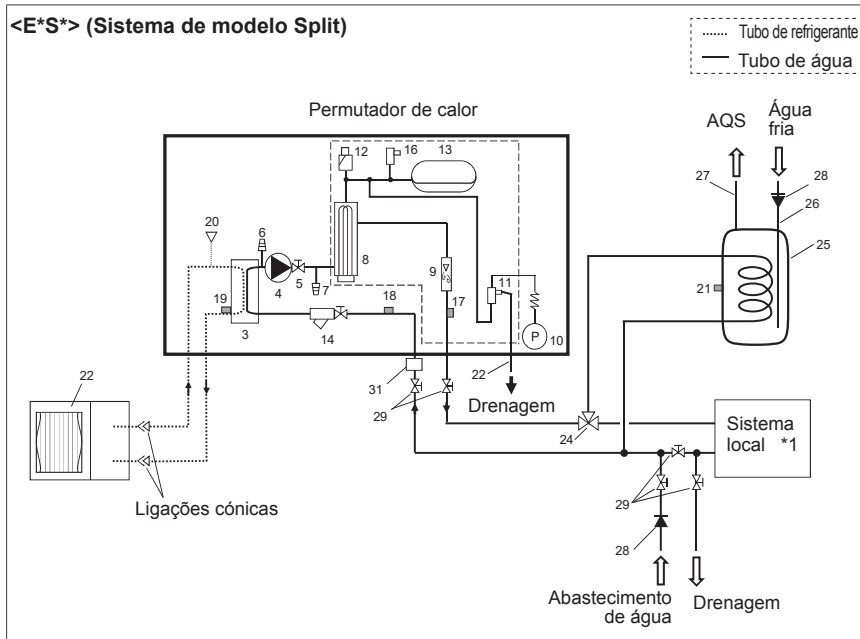 <E*S*> (Sistema de modelo Split)
Tubo de refrigerante
Tubo de água
Permutador de calor
AQS
Água
fria
12
16
13
27
28
26
20
6
25
8
5
4
7
9
11
21
19
18
17
3
14
10
P
22
31
22
29
Drenagem
24
Sistema
local *1
Ligações cónicas
29
28
Abastecimento
de água
Drenagem